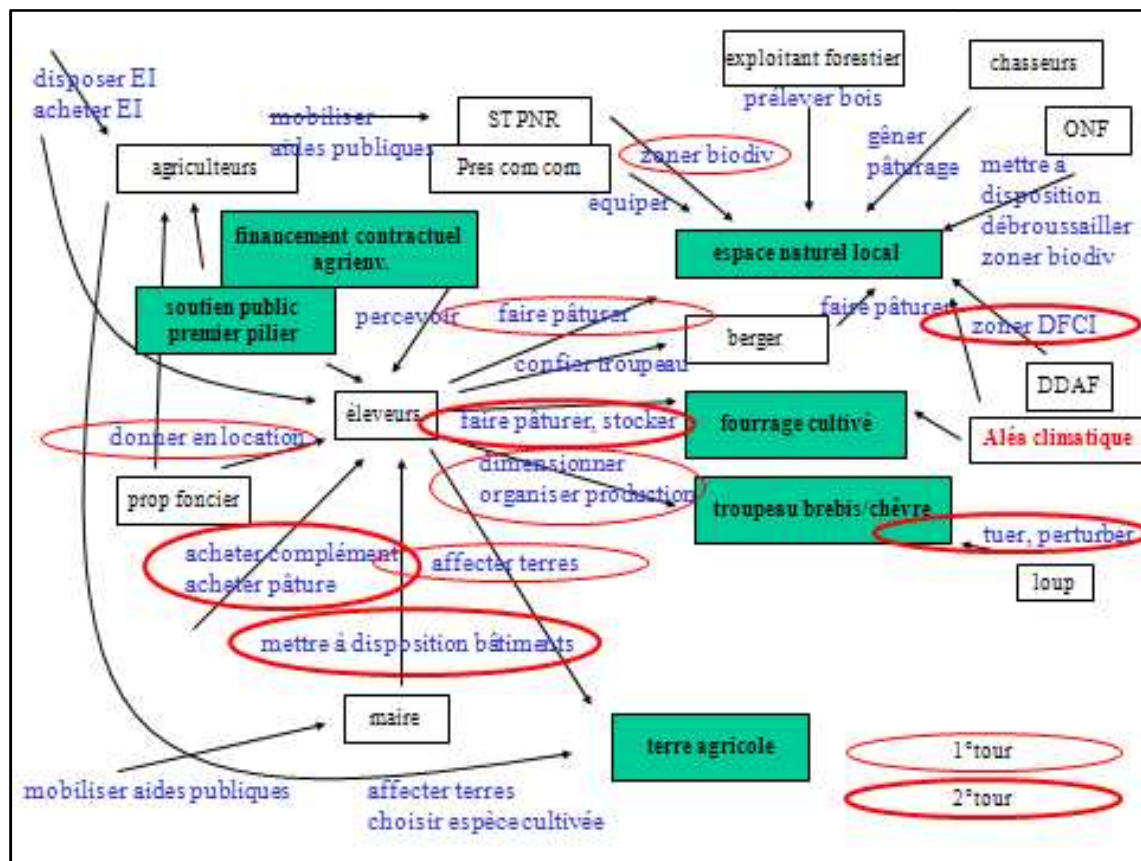 exploitant forestier
chasseurs
disposer EI
acheter EI
prélever bois
mobiliser
aides publiques
ST PNR
ONF
zoner biodiv
gêner
pâturage
agriculteurs
Pres com com
mettre à
disposition
débroussailler
zoner biodiv
equiper
financement contractuel
agrienv.
espace naturel local
soutien public
premier pilier
percevoir
faire pâturer
faire pâturer
zoner DFCI
berger
confier troupeau
DDAF
éleveurs
faire pâturer, stocker
fourrage cultivé
Aléa climatique
donner en location
dimensionner
organiser production
prop foncier
troupeau brebis/chêvre
tuer, perturber
acheter complément
acheter pâture
affecter terres
loup
mettre à disposition bâtiments
maire
terre agricole
1°tour
mobiliser aides publiques
affecter terres
choisir espèce cultivée
2°tour